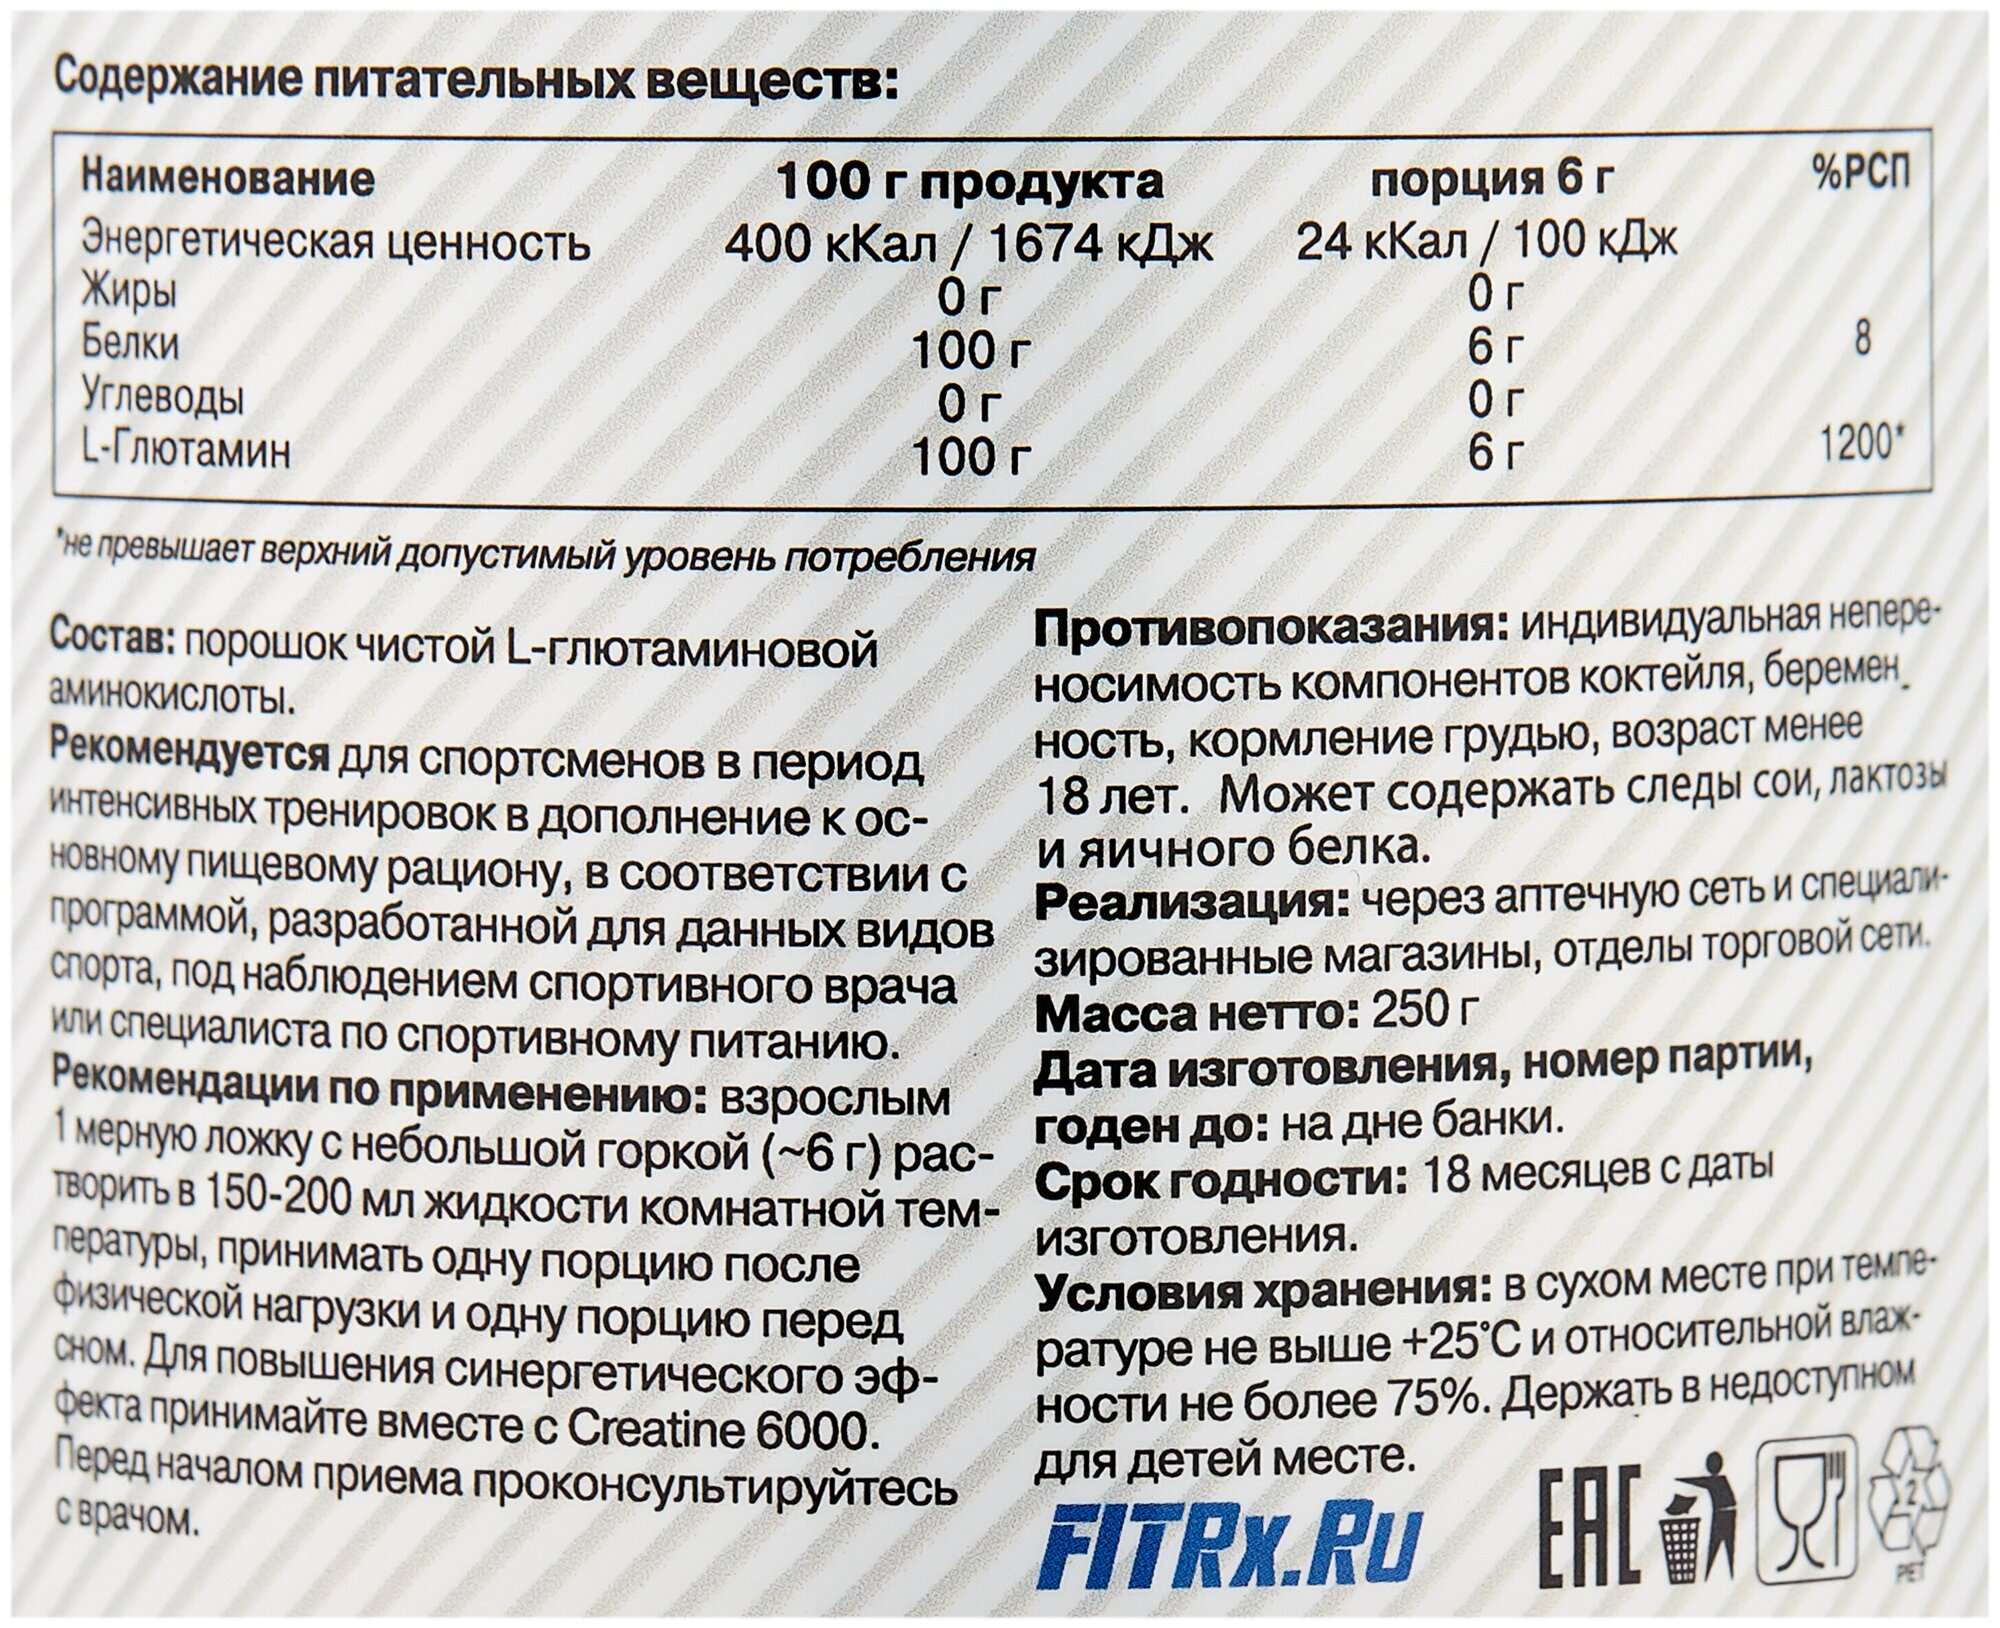 Содержание питательных веществ:
Наименование 100 г продукта порция 6 г %РСП
Энергетическая ценность 400 кКал / 1674 кДж 24 кКал / 100 кДж
Жиры 0 г 0 г
Белки 100 г 6 г 8
Углеводы 0 г 0 г
L-Глютамин 100 г 6 г 1200*
*не превышает верхний допустимый уровень потребления
Состав: порошок чистой L-глютаминовой
аминокислоты.
Рекомендуется для спортсменов в период
интенсивных тренировок в дополнение к ос-
новному пищевому рациону, в соответствии с
программой, разработанной для данных видов
спорта, под наблюдением спортивного врача
или специалиста по спортивному питанию.
Рекомендации по применению: взрослым
1 мерную ложку с небольшой горкой (~6 г) рас-
творить в 150-200 мл жидкости комнатной тем-
пературы, принимать одну порцию после
физической нагрузки и одну порцию перед
сном. Для повышения синергетического эф-
фекта принимайте вместе с Creatine 6000.
Перед началом приема проконсультируйтесь
с врачом.
Противопоказания: индивидуальная непере-
носимость компонентов коктейля, беремен_
ность, кормление грудью, возраст менее
18 лет. Может содержать следы сои, лактозы
и яичного белка.
Реализация: через аптечную сеть и специали-
зированные магазины, отделы торговой сети.
Масса нетто: 250 г
Дата изготовления, номер партии,
годен до: на дне банки.
Срок годности: 18 месяцев с даты
изготовления.
Условия хранения: в сухом месте при темпе-
ратуре не выше +25°С и относительной влаж-
ности не более 75%. Держать в недоступном
для детей месте.
FITRx.Ru
EAC
2
PET